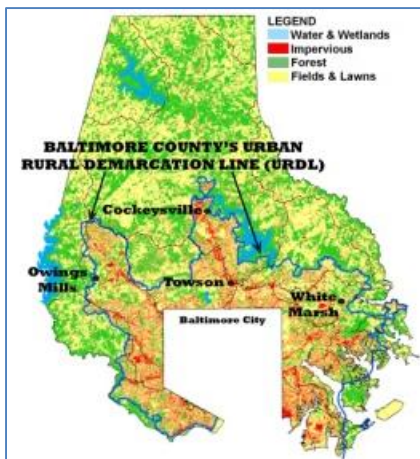 LEGEND
Water & Wetlands
Impervious
Forest
Fields & Lawns
BALTIMORE COUNTY'S URBAN
RURAL DEMARCATION LINE (URDL)
Cockeysville
Owings
Mills
Towson
White
Marsh
Baltimore City